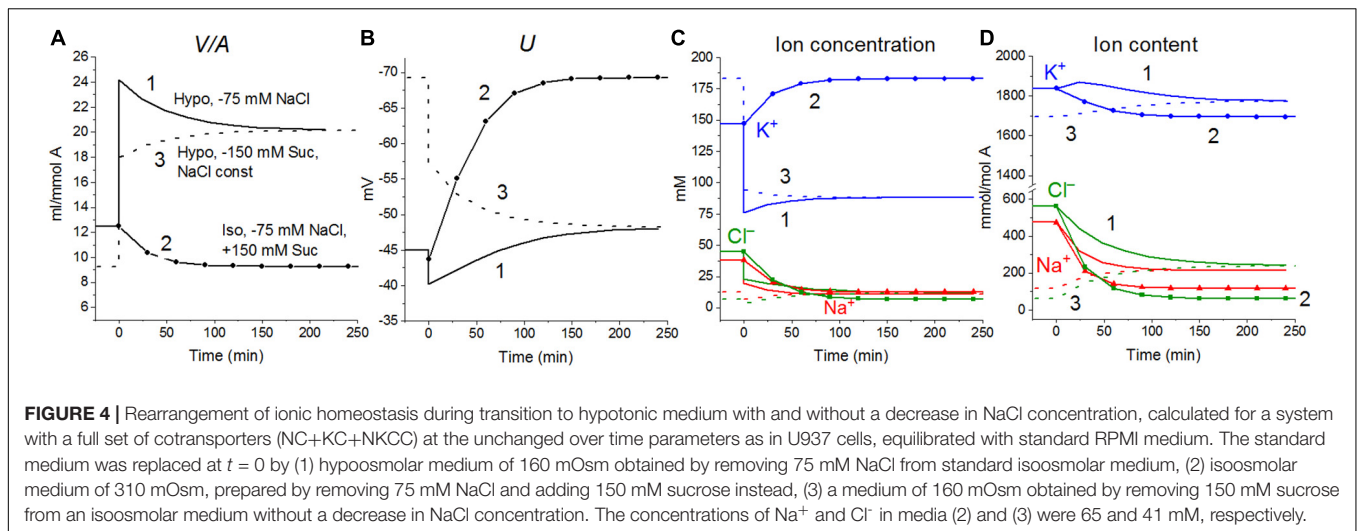 A V/A B U C Ion concentration D Ion content
24
22
20
18
16
14
12
10
8
6
ml/mmol A
1
Hypo, -75 mM NaCl
3
Hypo, -150 mM Suc,
NaCl const
Iso, -75 mM NaCl,
+150 mM Suc
2
0 50 100 150 200 250
Time (min)
-70
-65
-60
-55
-50
-45
-40
-35
mV
2
3
1
0 50 100 150 200 250
Time (min)
200
175
150
125
100
75
50
25
0
mM
K⁺
2
3
1
Cl⁻
Na⁺
0 50 100 150 200 250
Time (min)
2000
1900
1800
1700
1600
600
400
200
0
mmol/mol A
K⁺
1
3
2
Cl⁻
1
Na⁺
3
2
0 50 100 150 200 250
Time (min)
FIGURE 4 | Rearrangement of ionic homeostasis during transition to hypotonic medium with and without a decrease in NaCl concentration, calculated for a system
with a full set of cotransporters (NC+KC+NKCC) at the unchanged over time parameters as in U937 cells, equilibrated with standard RPMI medium. The standard
medium was replaced at t = 0 by (1) hypoosmolar medium of 160 mOsm obtained by removing 75 mM NaCl from standard isoosmolar medium, (2) isoosmolar
medium of 310 mOsm, prepared by removing 75 mM NaCl and adding 150 mM sucrose instead, (3) a medium of 160 mOsm obtained by removing 150 mM sucrose
from an isoosmolar medium without a decrease in NaCl concentration. The concentrations of Na⁺ and Cl⁻ in media (2) and (3) were 65 and 41 mM, respectively.